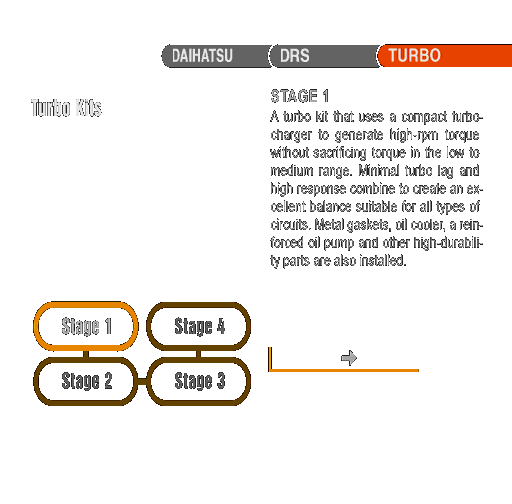 DAIHATSU DRS TURBO
Turbo Kits
STAGE 1
A turbo kit that uses a compact turbo-
charger to generate high-rpm torque
without sacrificing torque in the low to
medium range. Minimal turbo lag and
high response combine to create an ex-
cellent balance suitable for all types of
circuits. Metal gaskets, oil cooler, a rein-
forced oil pump and other high-durabili-
ty parts are also installed.
Stage 1 Stage 4
Stage 2 Stage 3